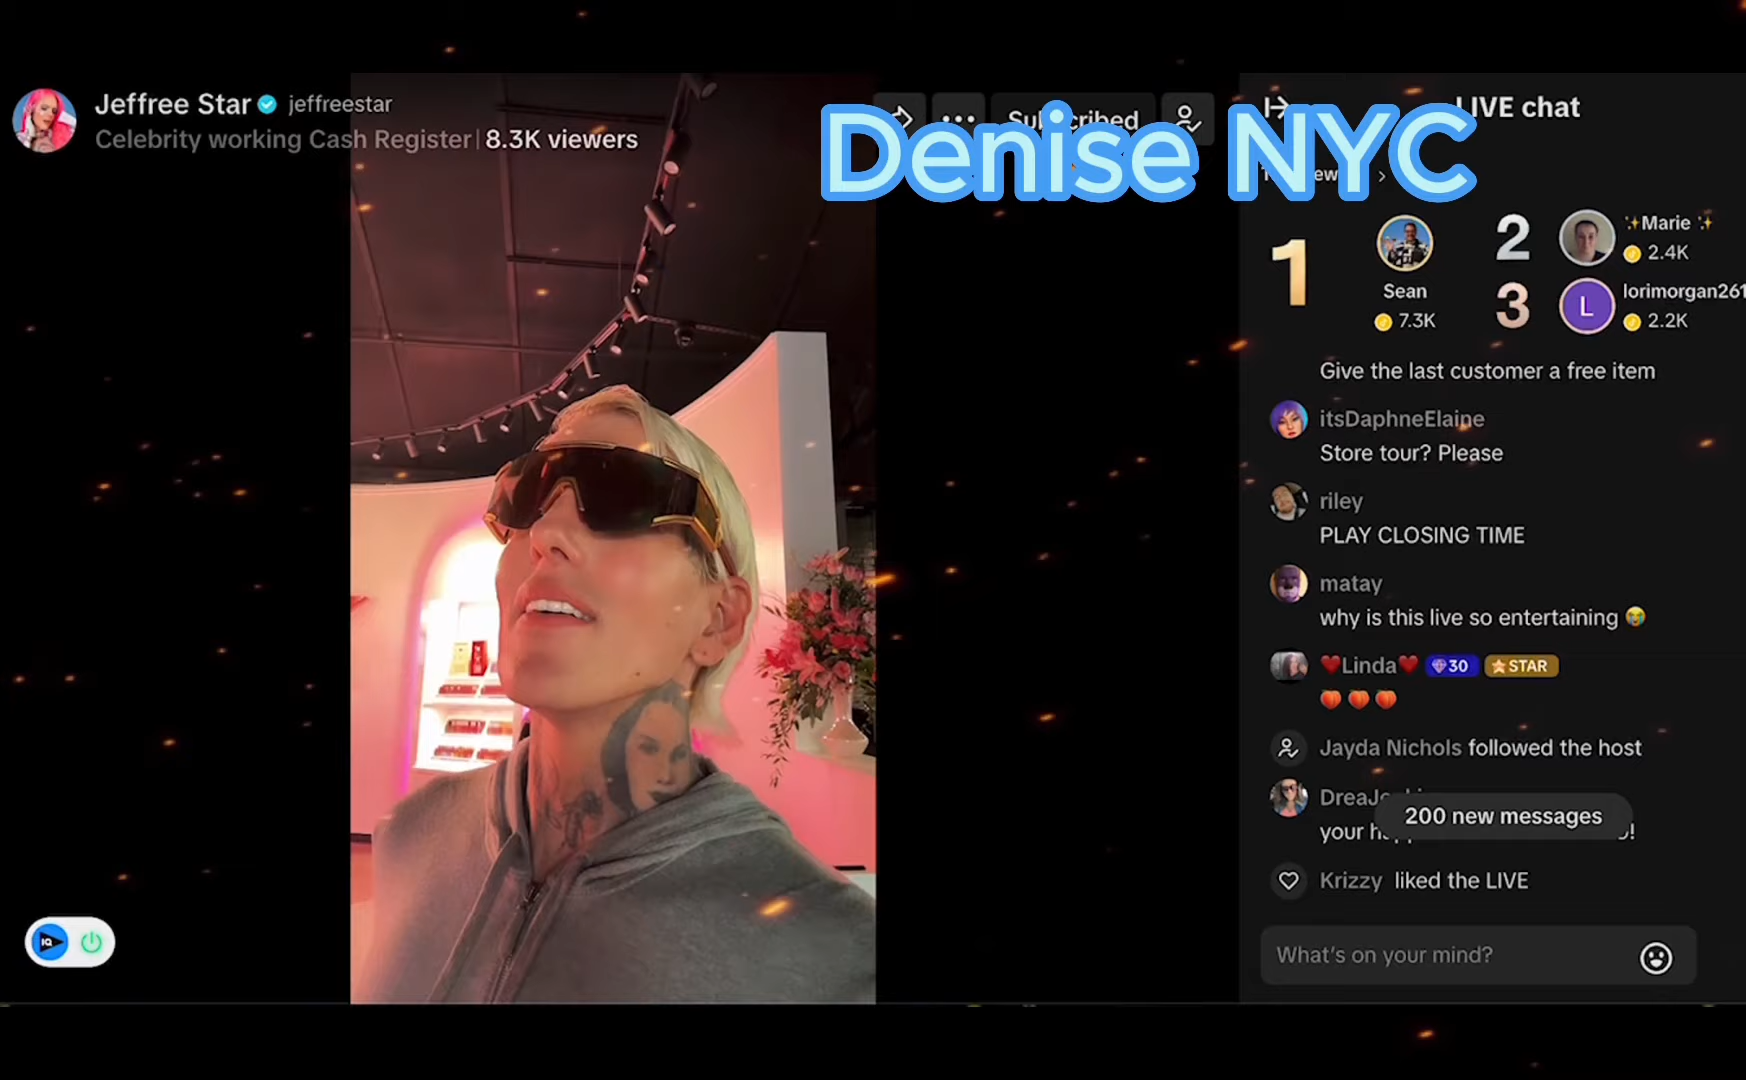 Jeffree Star jeffreestar
Celebrity working Cash Register | 8.3K viewers
Denise NYC
LIVE chat
1
Sean
7.3K
2
✨Marie ✨
2.4K
3
L
lorimorgan261
2.2K
Give the last customer a free item
itsDaphneElaine
Store tour? Please
riley
PLAY CLOSING TIME
matay
why is this live so entertaining 😭
❤Linda❤ 30 STAR
🍑 🍑 🍑
Jayda Nichols followed the host
your
200 new messages
Krizzy liked the LIVE
What's on your mind?
IQ